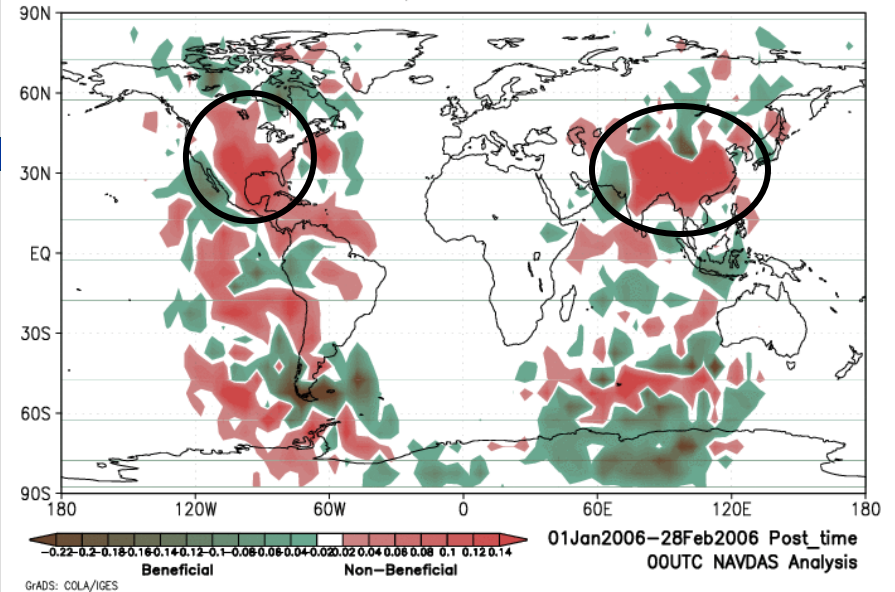 90N
60N
30N
EQ
30S
60S
90S
180 120W 60W 0 60E 120E 180
-0.22-0.2-0.18-0.16-0.14-0.12-0.1-0.08-0.06-0.04-0.020.02 0.04 0.06 0.08 0.1 0.12 0.14
Beneficial Non-Beneficial
01Jan2006-28Feb2006 Post_time
00UTC NAVDAS Analysis
GrADS: COLA/IGES